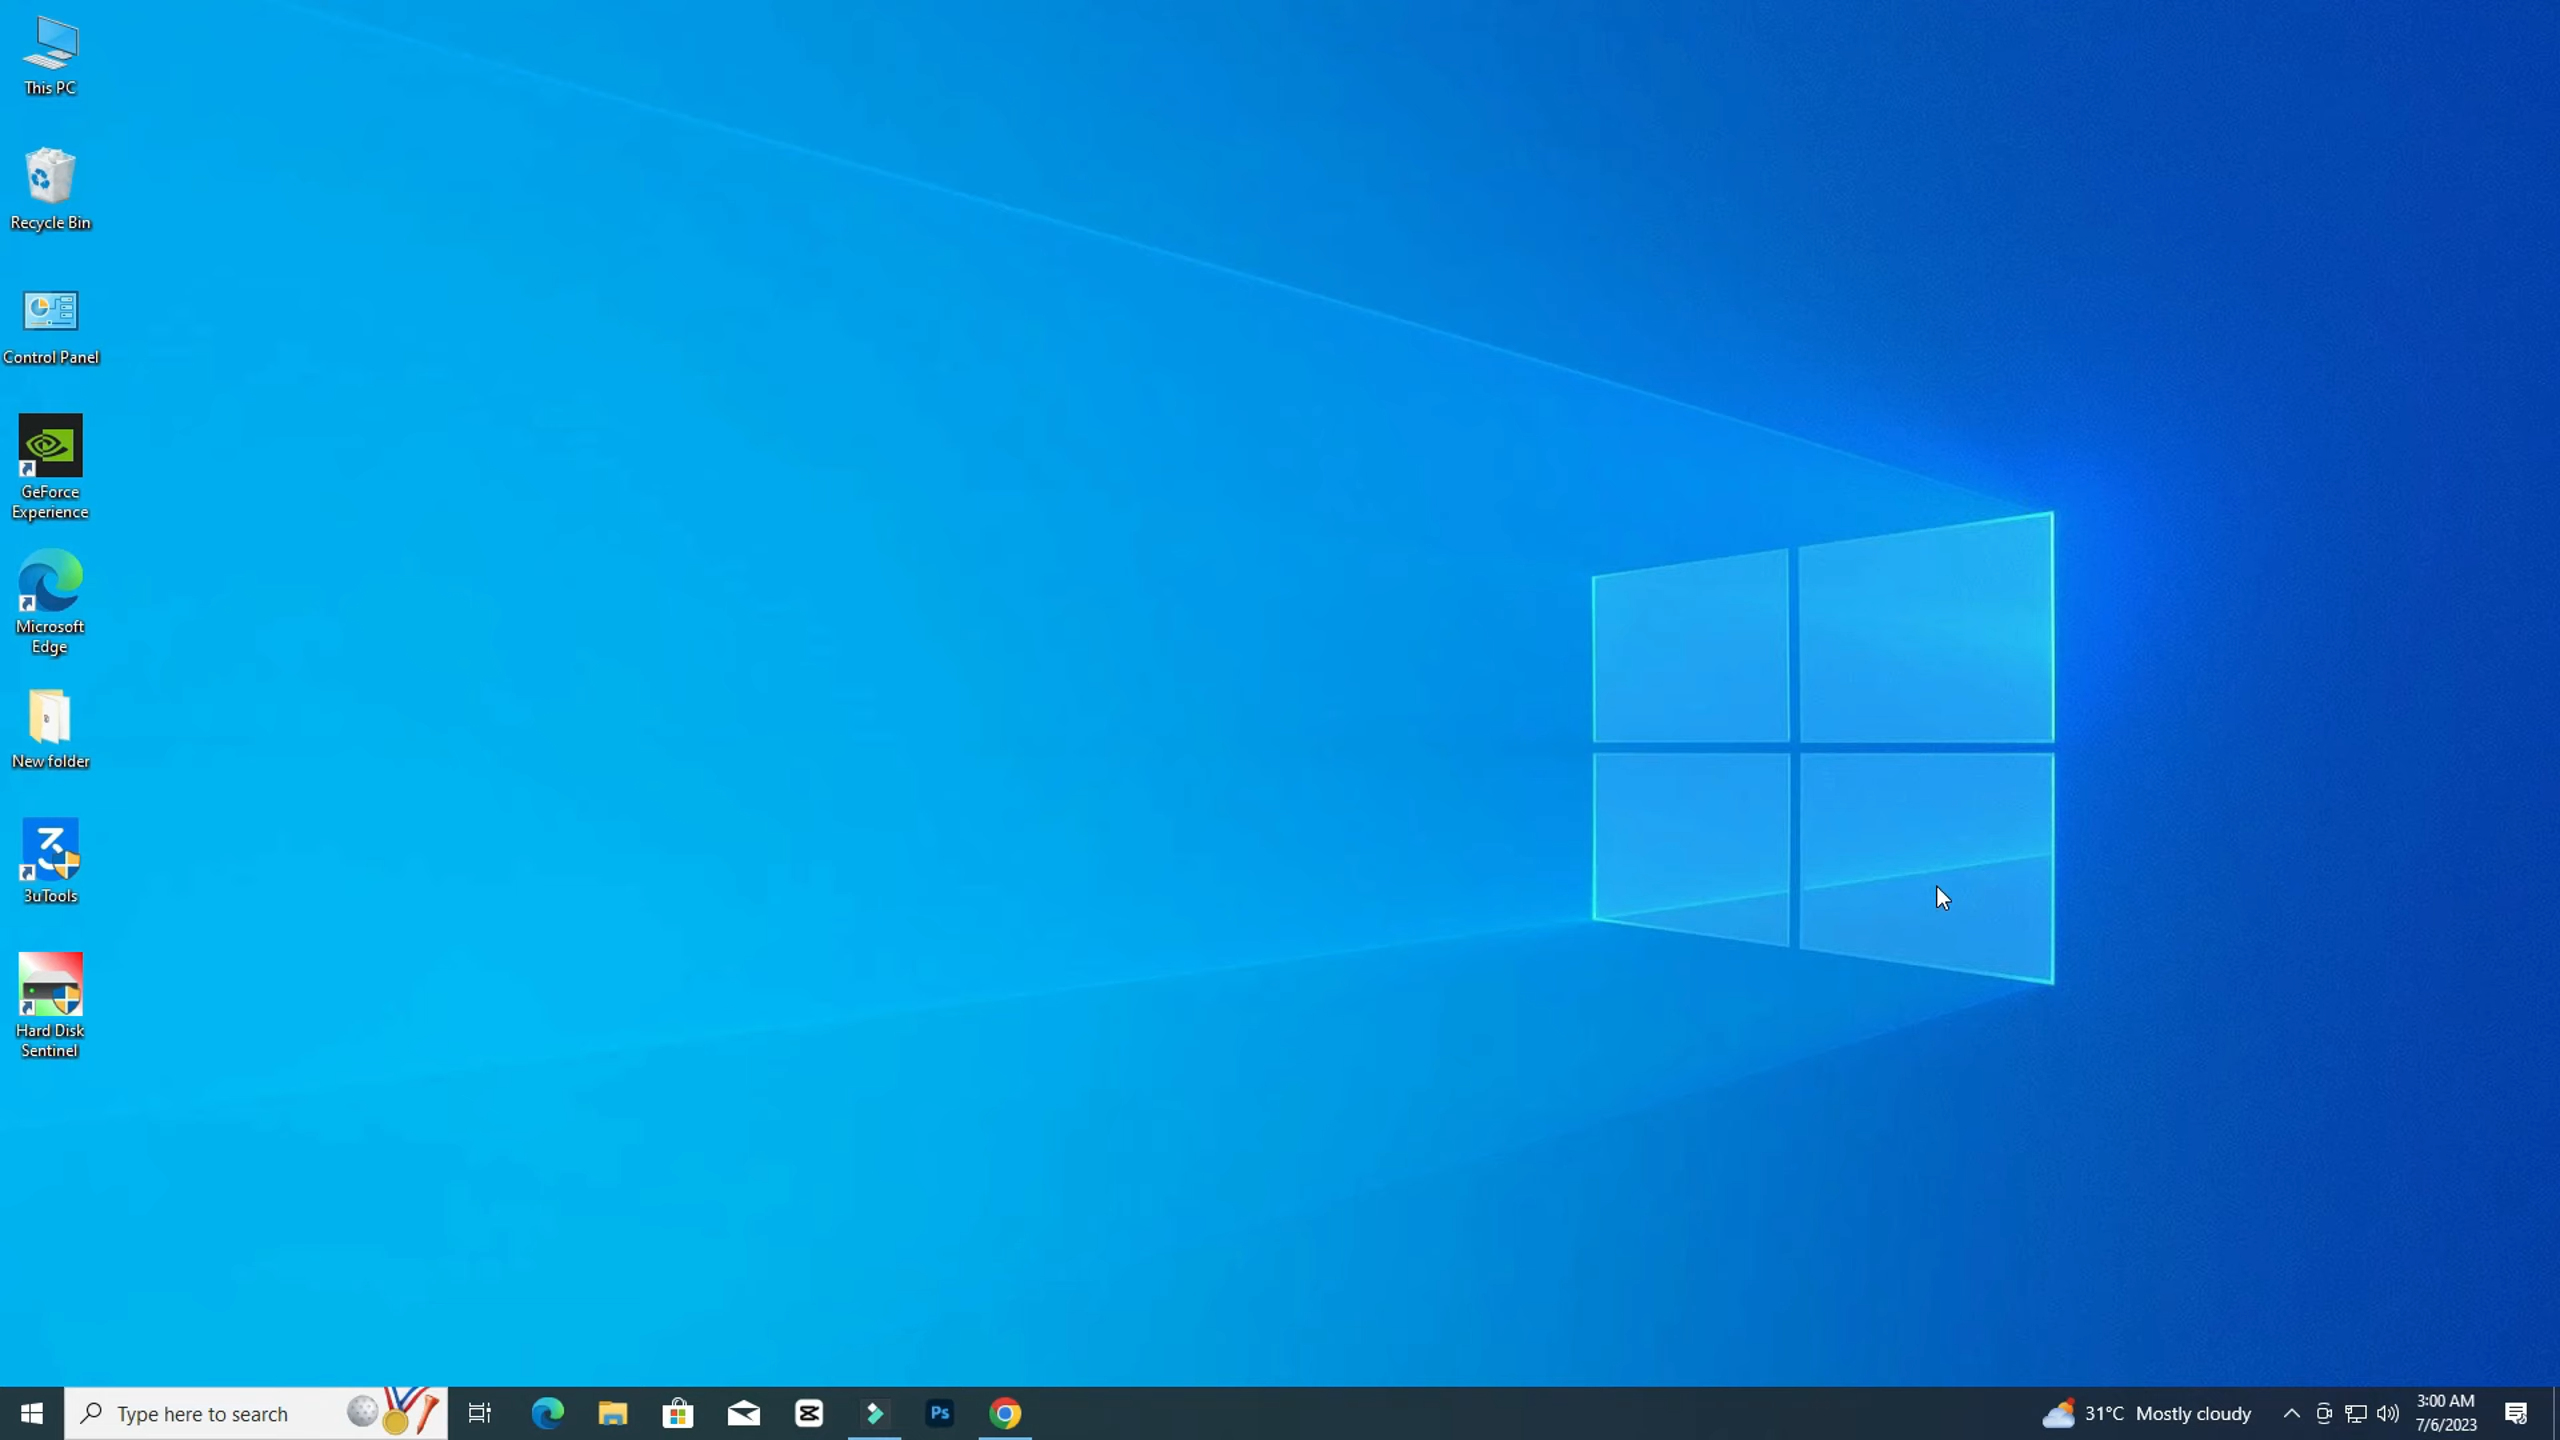 This PC
Recycle Bin
Control Panel
GeForce
Experience
Microsoft
Edge
New folder
3uTools
Hard Disk
Sentinel
Type here to search
Ps
31°C Mostly cloudy
3:00 AM
7/6/2023